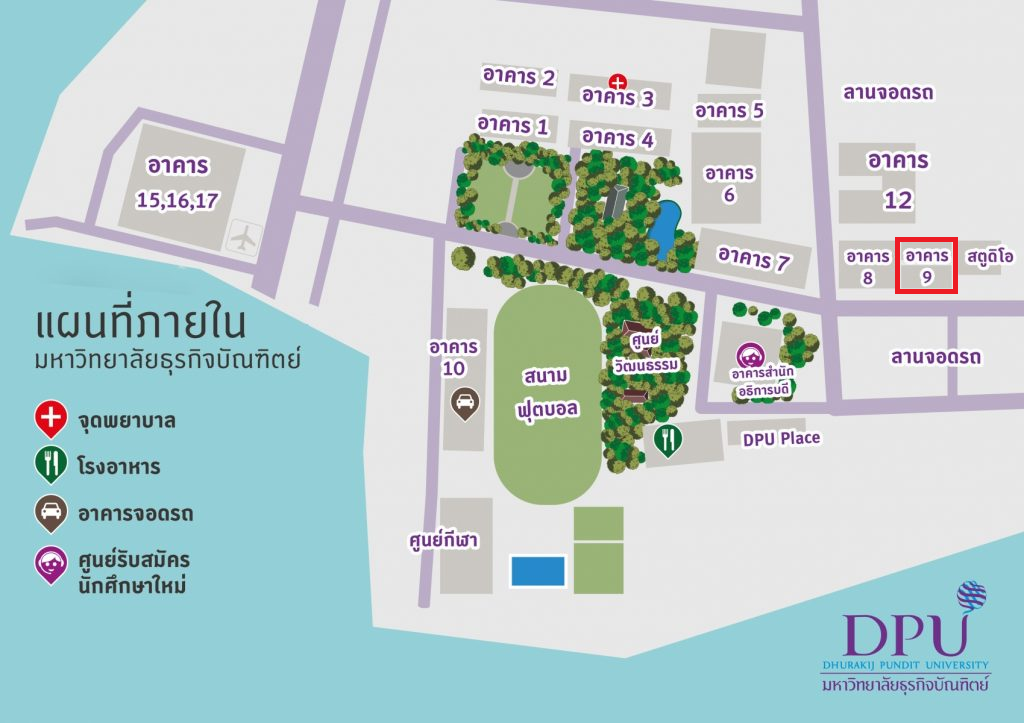 อาคาร 2
อาคาร 3
อาคาร 1
อาคาร 4
อาคาร 5
ลานจอดรถ
อาคาร
15,16,17
อาคาร
6
อาคาร
12
อาคาร 7
อาคาร
8
อาคาร
9
สตูดิโอ
แผนที่ภายใน
มหาวิทยาลัยธุรกิจบัณฑิตย์
จุดพยาบาล
โรงอาหาร
อาคารจอดรถ
ศูนย์รับสมัคร
นักศึกษาใหม่
อาคาร
10
สนาม
ฟุตบอล
ศูนย์
วัฒนธรรม
อาคารสำนัก
อธิการบดี
ลานจอดรถ
DPU Place
ศูนย์กีฬา
DPU
DHURAKIJ PUNDIT UNIVERSITY
มหาวิทยาลัยธุรกิจบัณฑิตย์